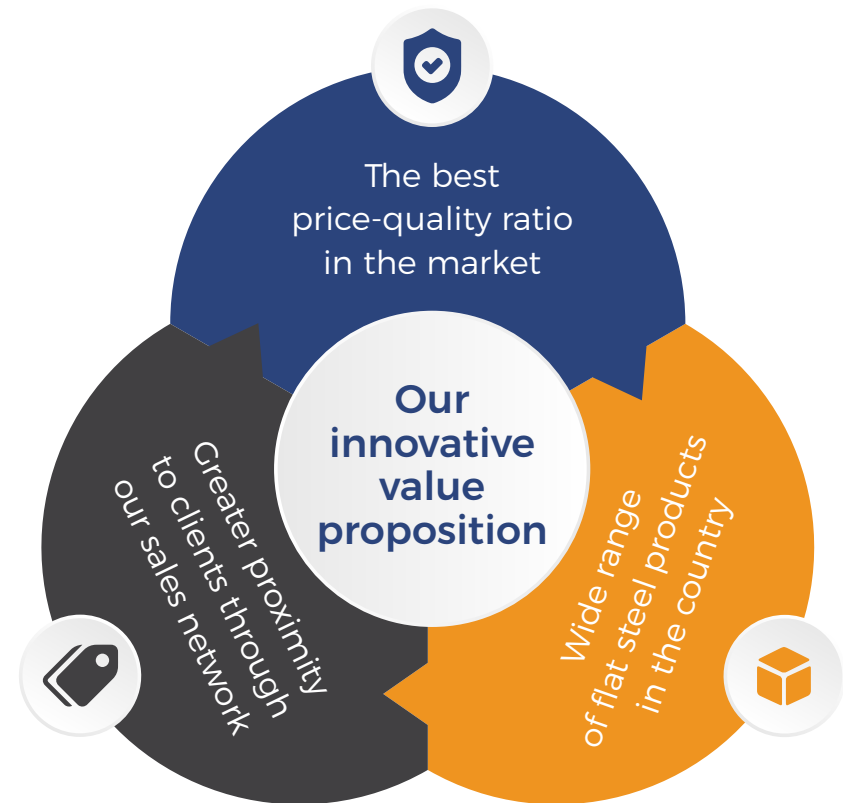 The best
price-quality ratio
in the market
Our
innovative
value
proposition
Wide range
of flat steel products
in the country
Greater proximity
to clients through
our sales network